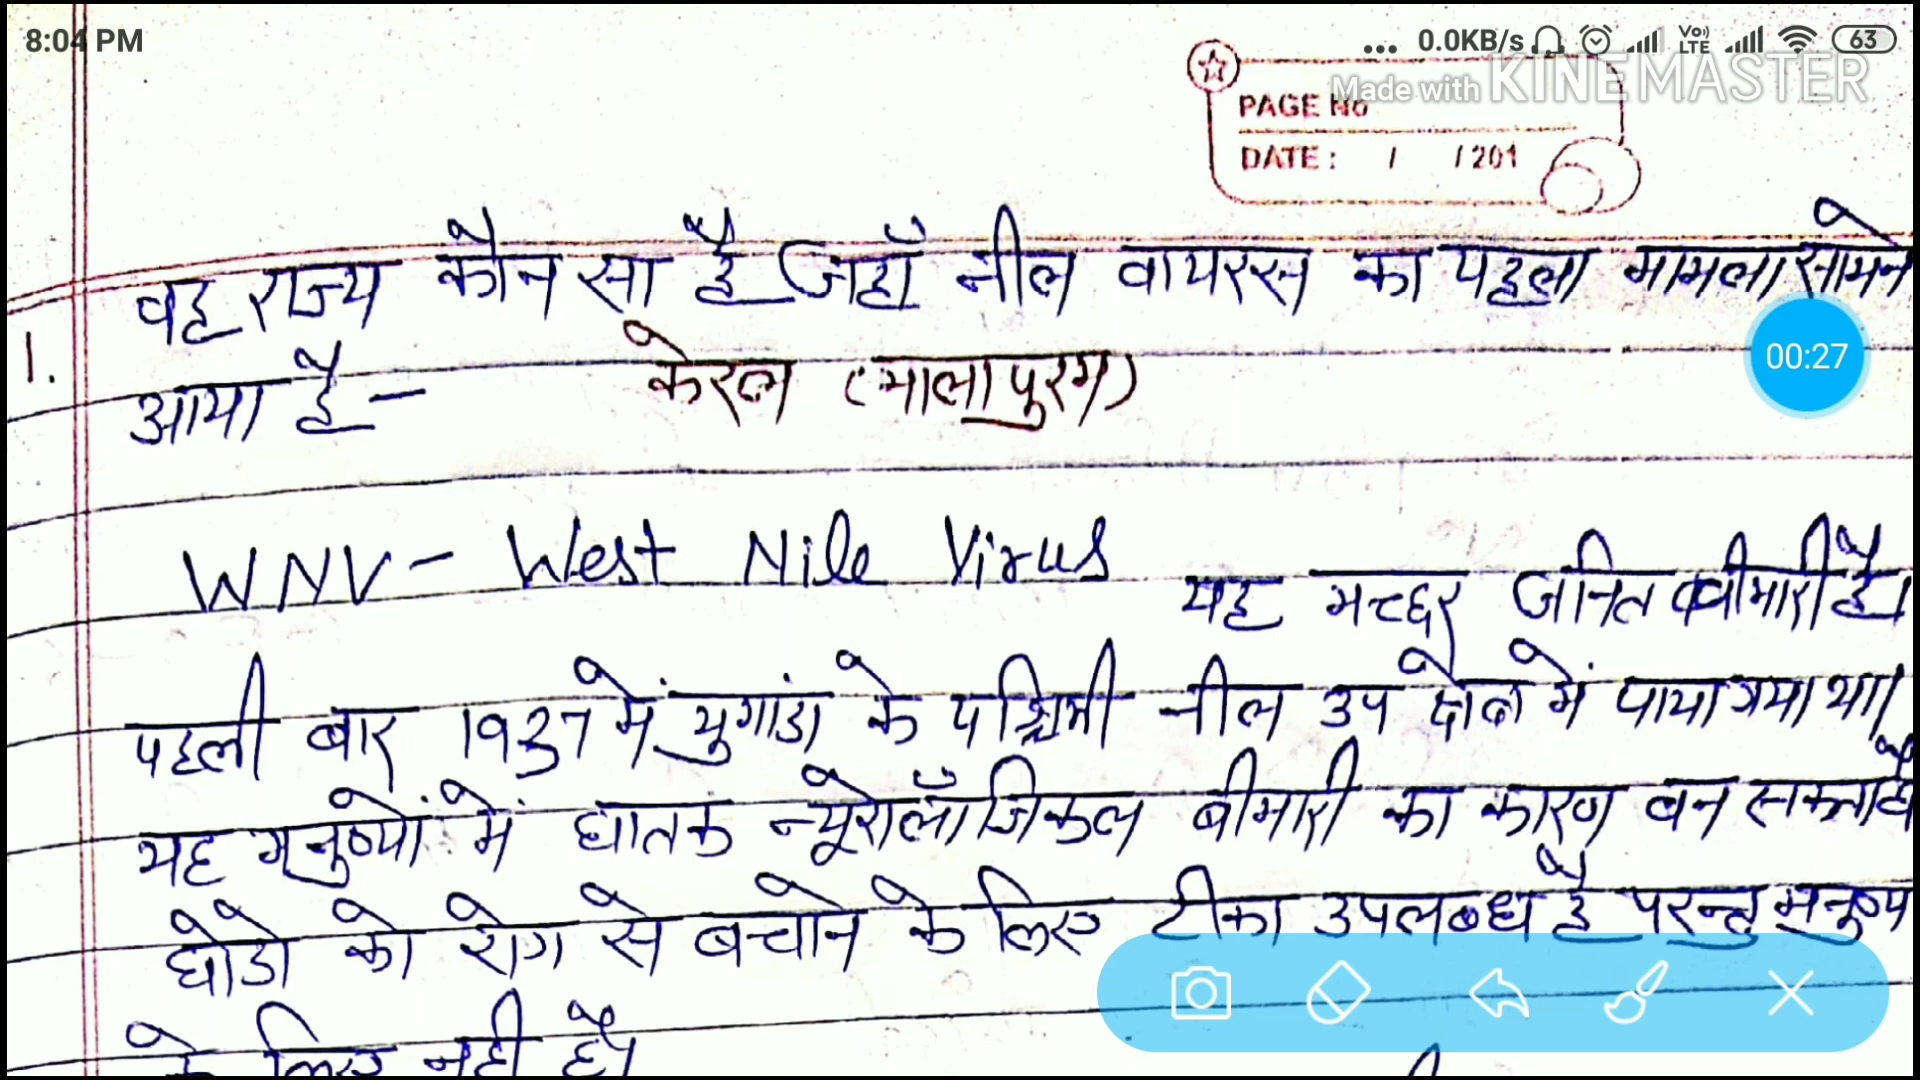 8:04 PM
... 0.0KB/s Vo)) LTE 63
Made with KINEMASTER
PAGE No
DATE : / / 201
वह राज्य कौन सा है जहाँ नील वायरस का पहला मामला सामने
00:27
1.
आया है - केरल (मालापुरम)
WNV - West Nile Virus यह मच्छर जनित बीमारी है।
पहली बार 1937 में युगांडा के पश्चिमी नील उप क्षेत्र में पाया गया था।
यह मनुष्यों में घातक न्यूरोलॉजिकल बीमारी का कारण बन सकता है
घोडो को रोग से बचाने के लिए टीका उपलब्ध है परन्तु मनुष्य
के लिए नही है।